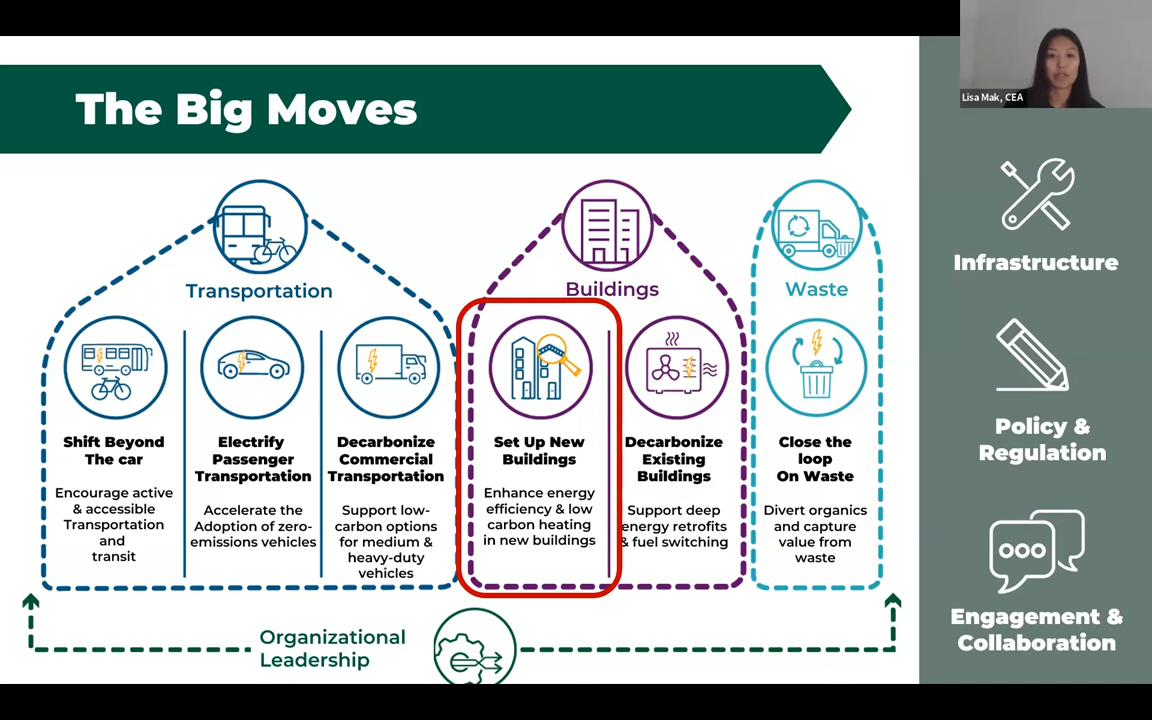 The Big Moves
Lisa Mak, CEA
Transportation
Shift Beyond
The car
Encourage active
& accessible
Transportation
and
transit
Electrify
Passenger
Transportation
Accelerate the
Adoption of zero-
emissions vehicles
Decarbonize
Commercial
Transportation
Support low-
carbon options
for medium &
heavy-duty
vehicles
Buildings
Set Up New
Buildings
Enhance energy
efficiency & low
carbon heating
in new buildings
Decarbonize
Existing
Buildings
Support deep
energy retrofits
& fuel switching
Waste
Close the
loop
On Waste
Divert organics
and capture
value from
waste
Organizational
Leadership
Infrastructure
Policy &
Regulation
Engagement &
Collaboration